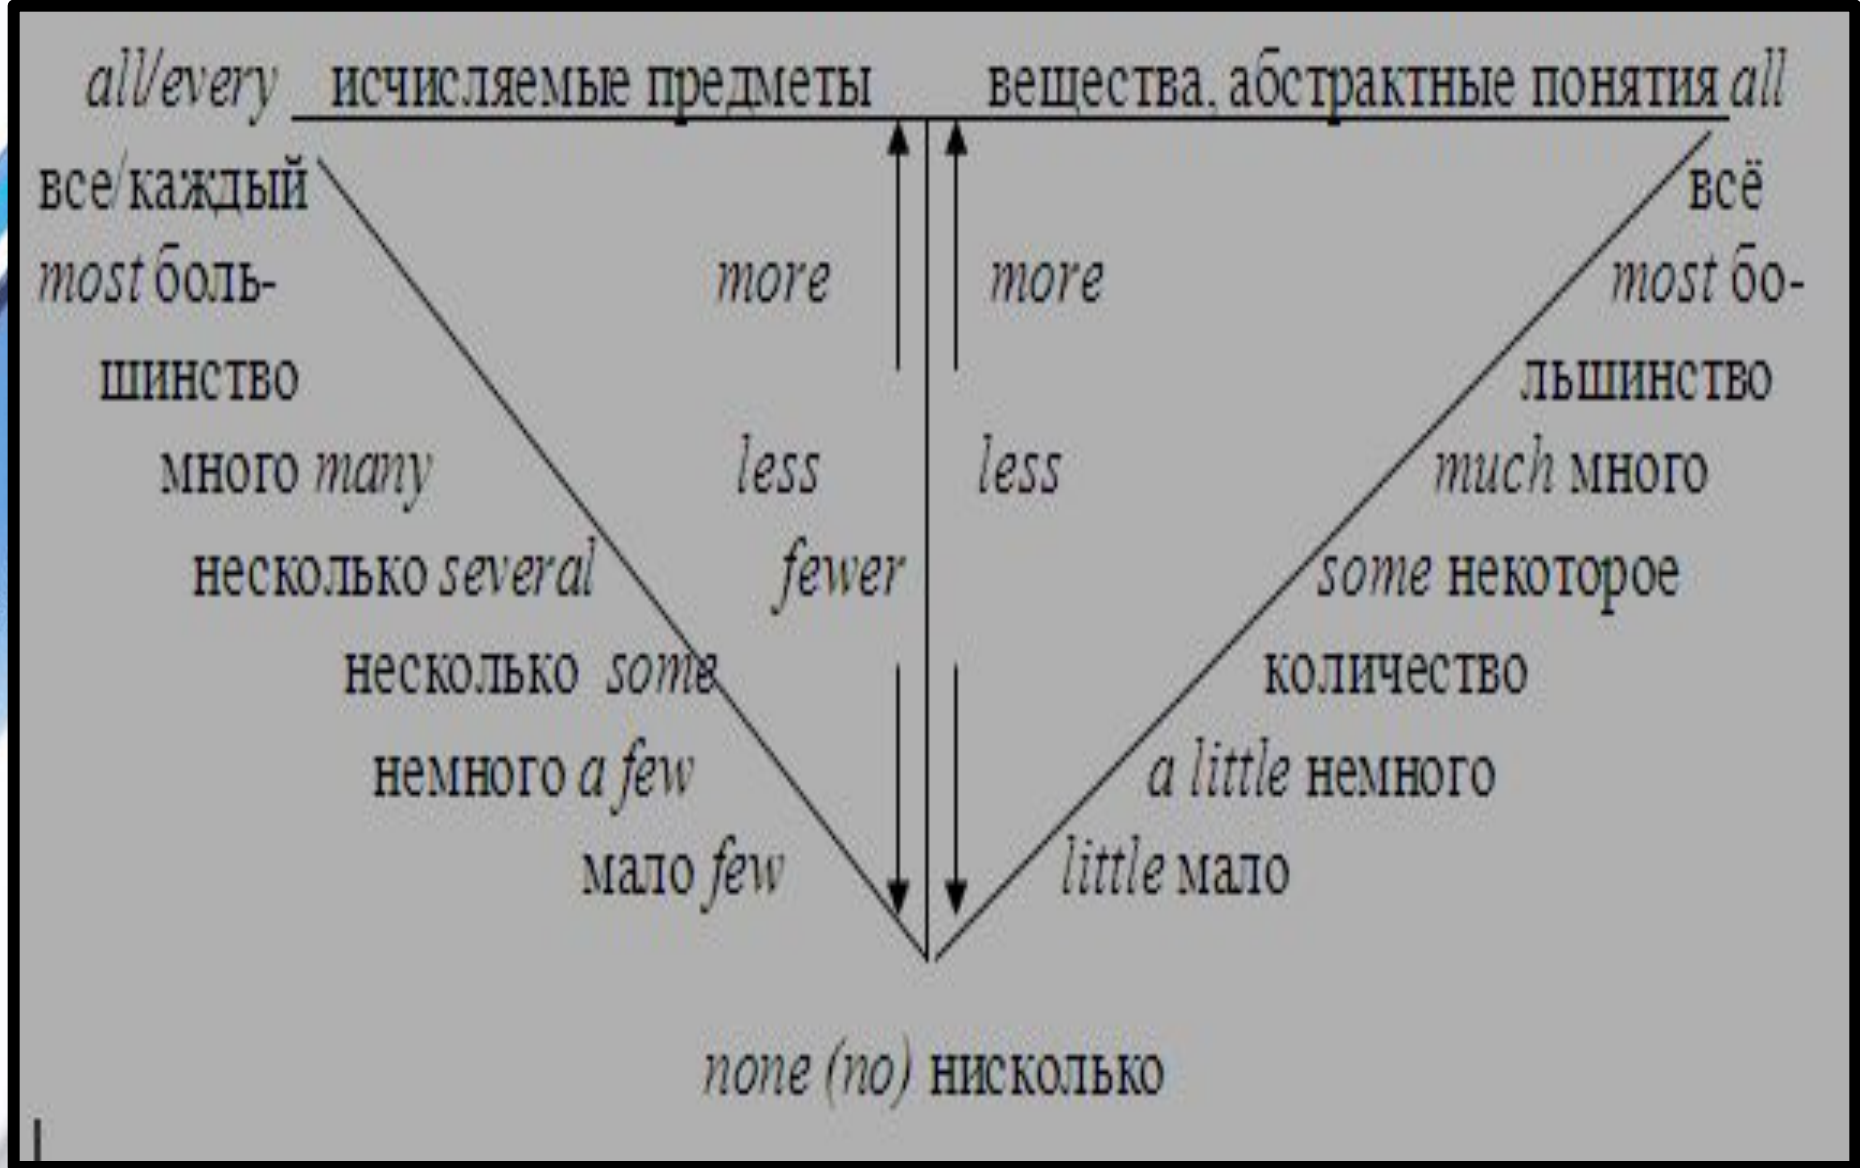 all/every исчисляемые предметы вещества, абстрактные понятия all
все/каждый всё
most боль- more more most бо-
шинство льшинство
много many less less much много
несколько several fewer some некоторое
несколько some количество
немного a few a little немного
мало few little мало
none (no) нисколько